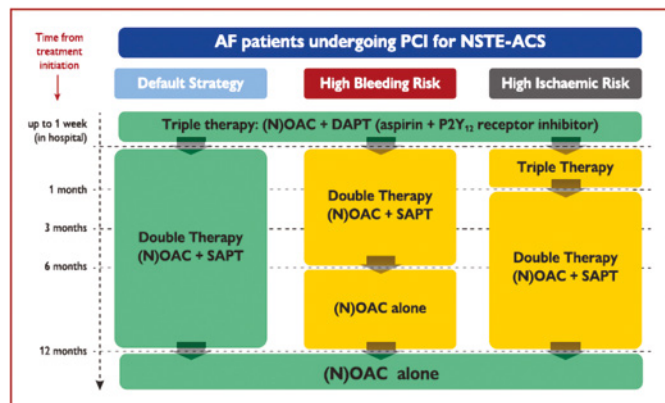 Time from
treatment
initiation
AF patients undergoing PCI for NSTE-ACS
Default Strategy
High Bleeding Risk
High Ischaemic Risk
up to 1 week
(in hospital)
Triple therapy: (N)OAC + DAPT (aspirin + P2Y₁₂ receptor inhibitor)
Triple Therapy
1 month
Double Therapy
(N)OAC + SAPT
3 months
Double Therapy
(N)OAC + SAPT
Double Therapy
(N)OAC + SAPT
6 months
(N)OAC alone
12 months
(N)OAC alone